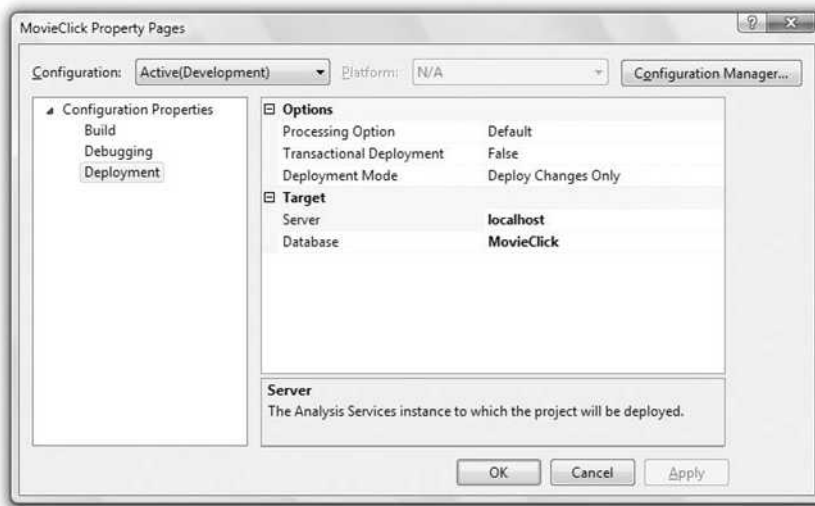 MovieClick Property Pages
Configuration: Active(Development) Platform: N/A Configuration Manager...
Configuration Properties
Build
Debugging
Deployment
Options
Processing Option Default
Transactional Deployment False
Deployment Mode Deploy Changes Only
Target
Server localhost
Database MovieClick
Server
The Analysis Services instance to which the project will be deployed.
OK Cancel Apply